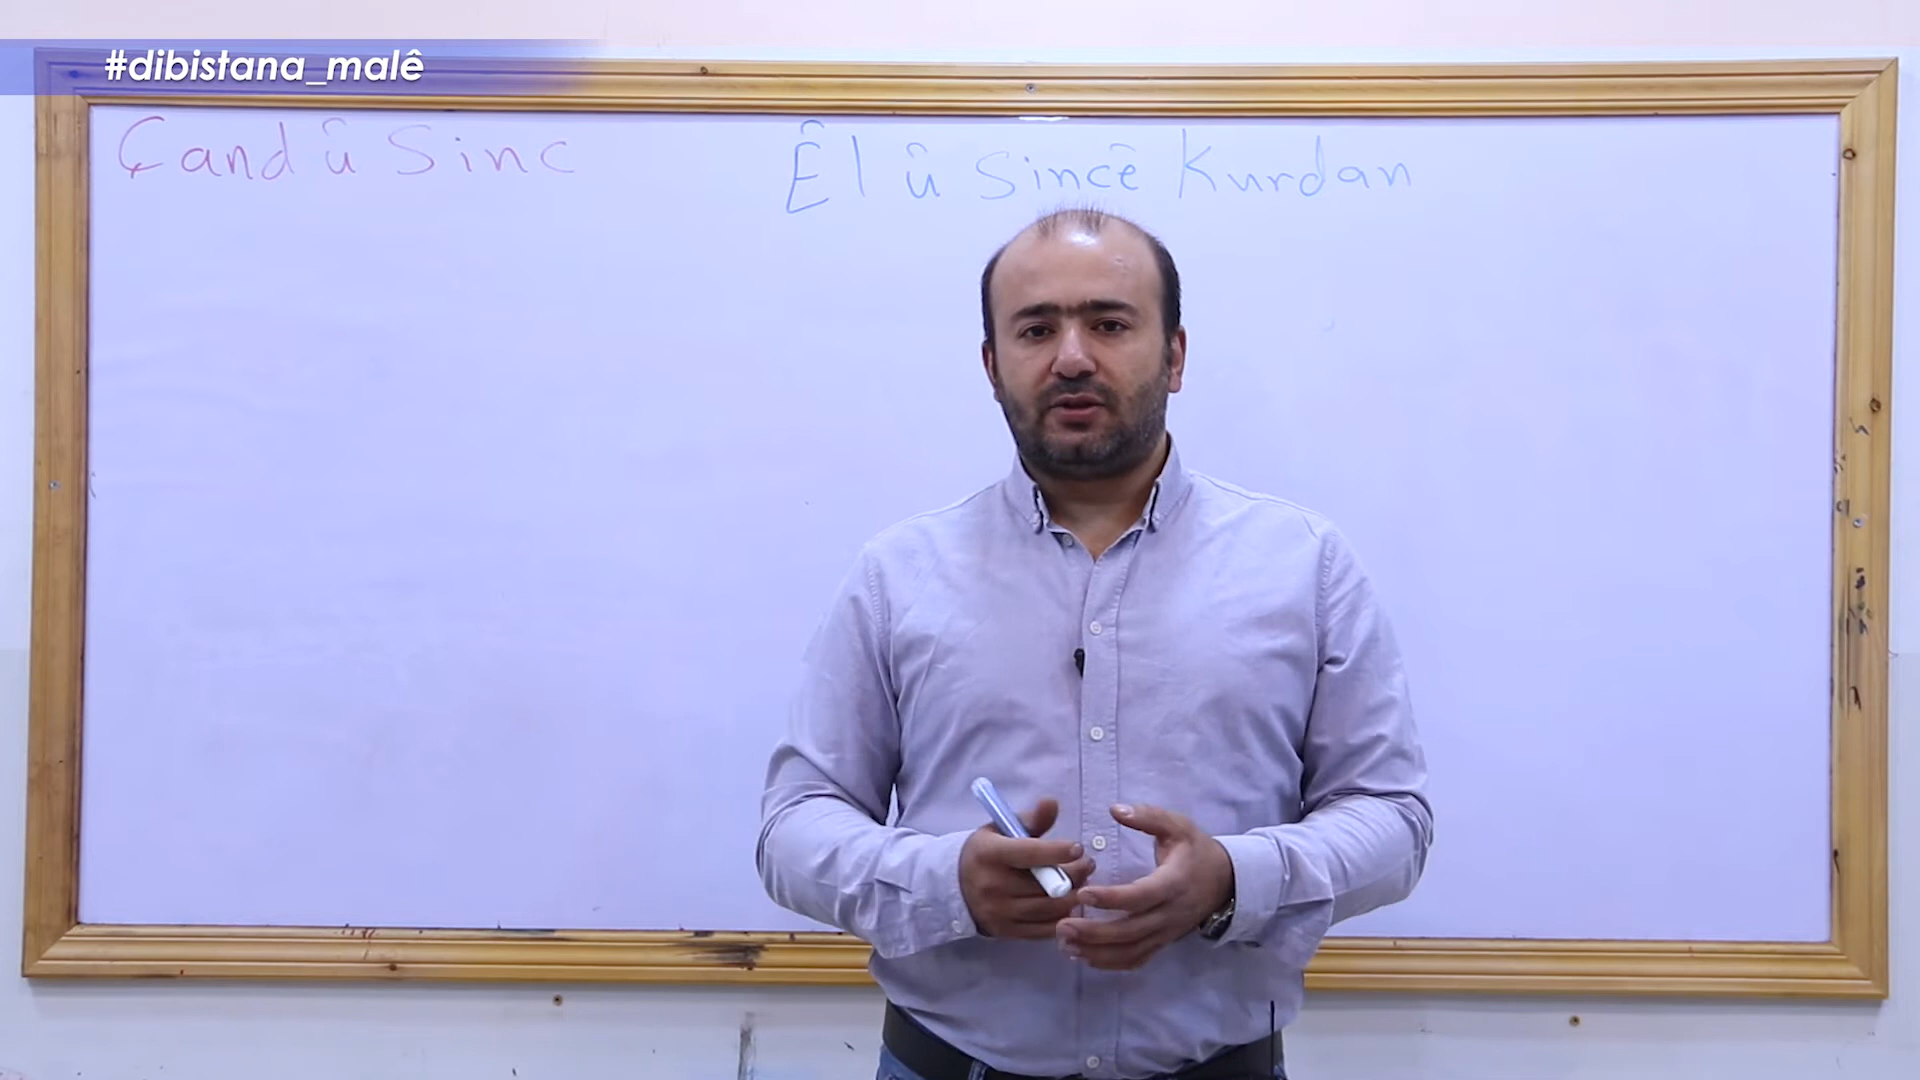 #dibistana_malê
Çand û Sinc
Êl û Sincê Kurdan